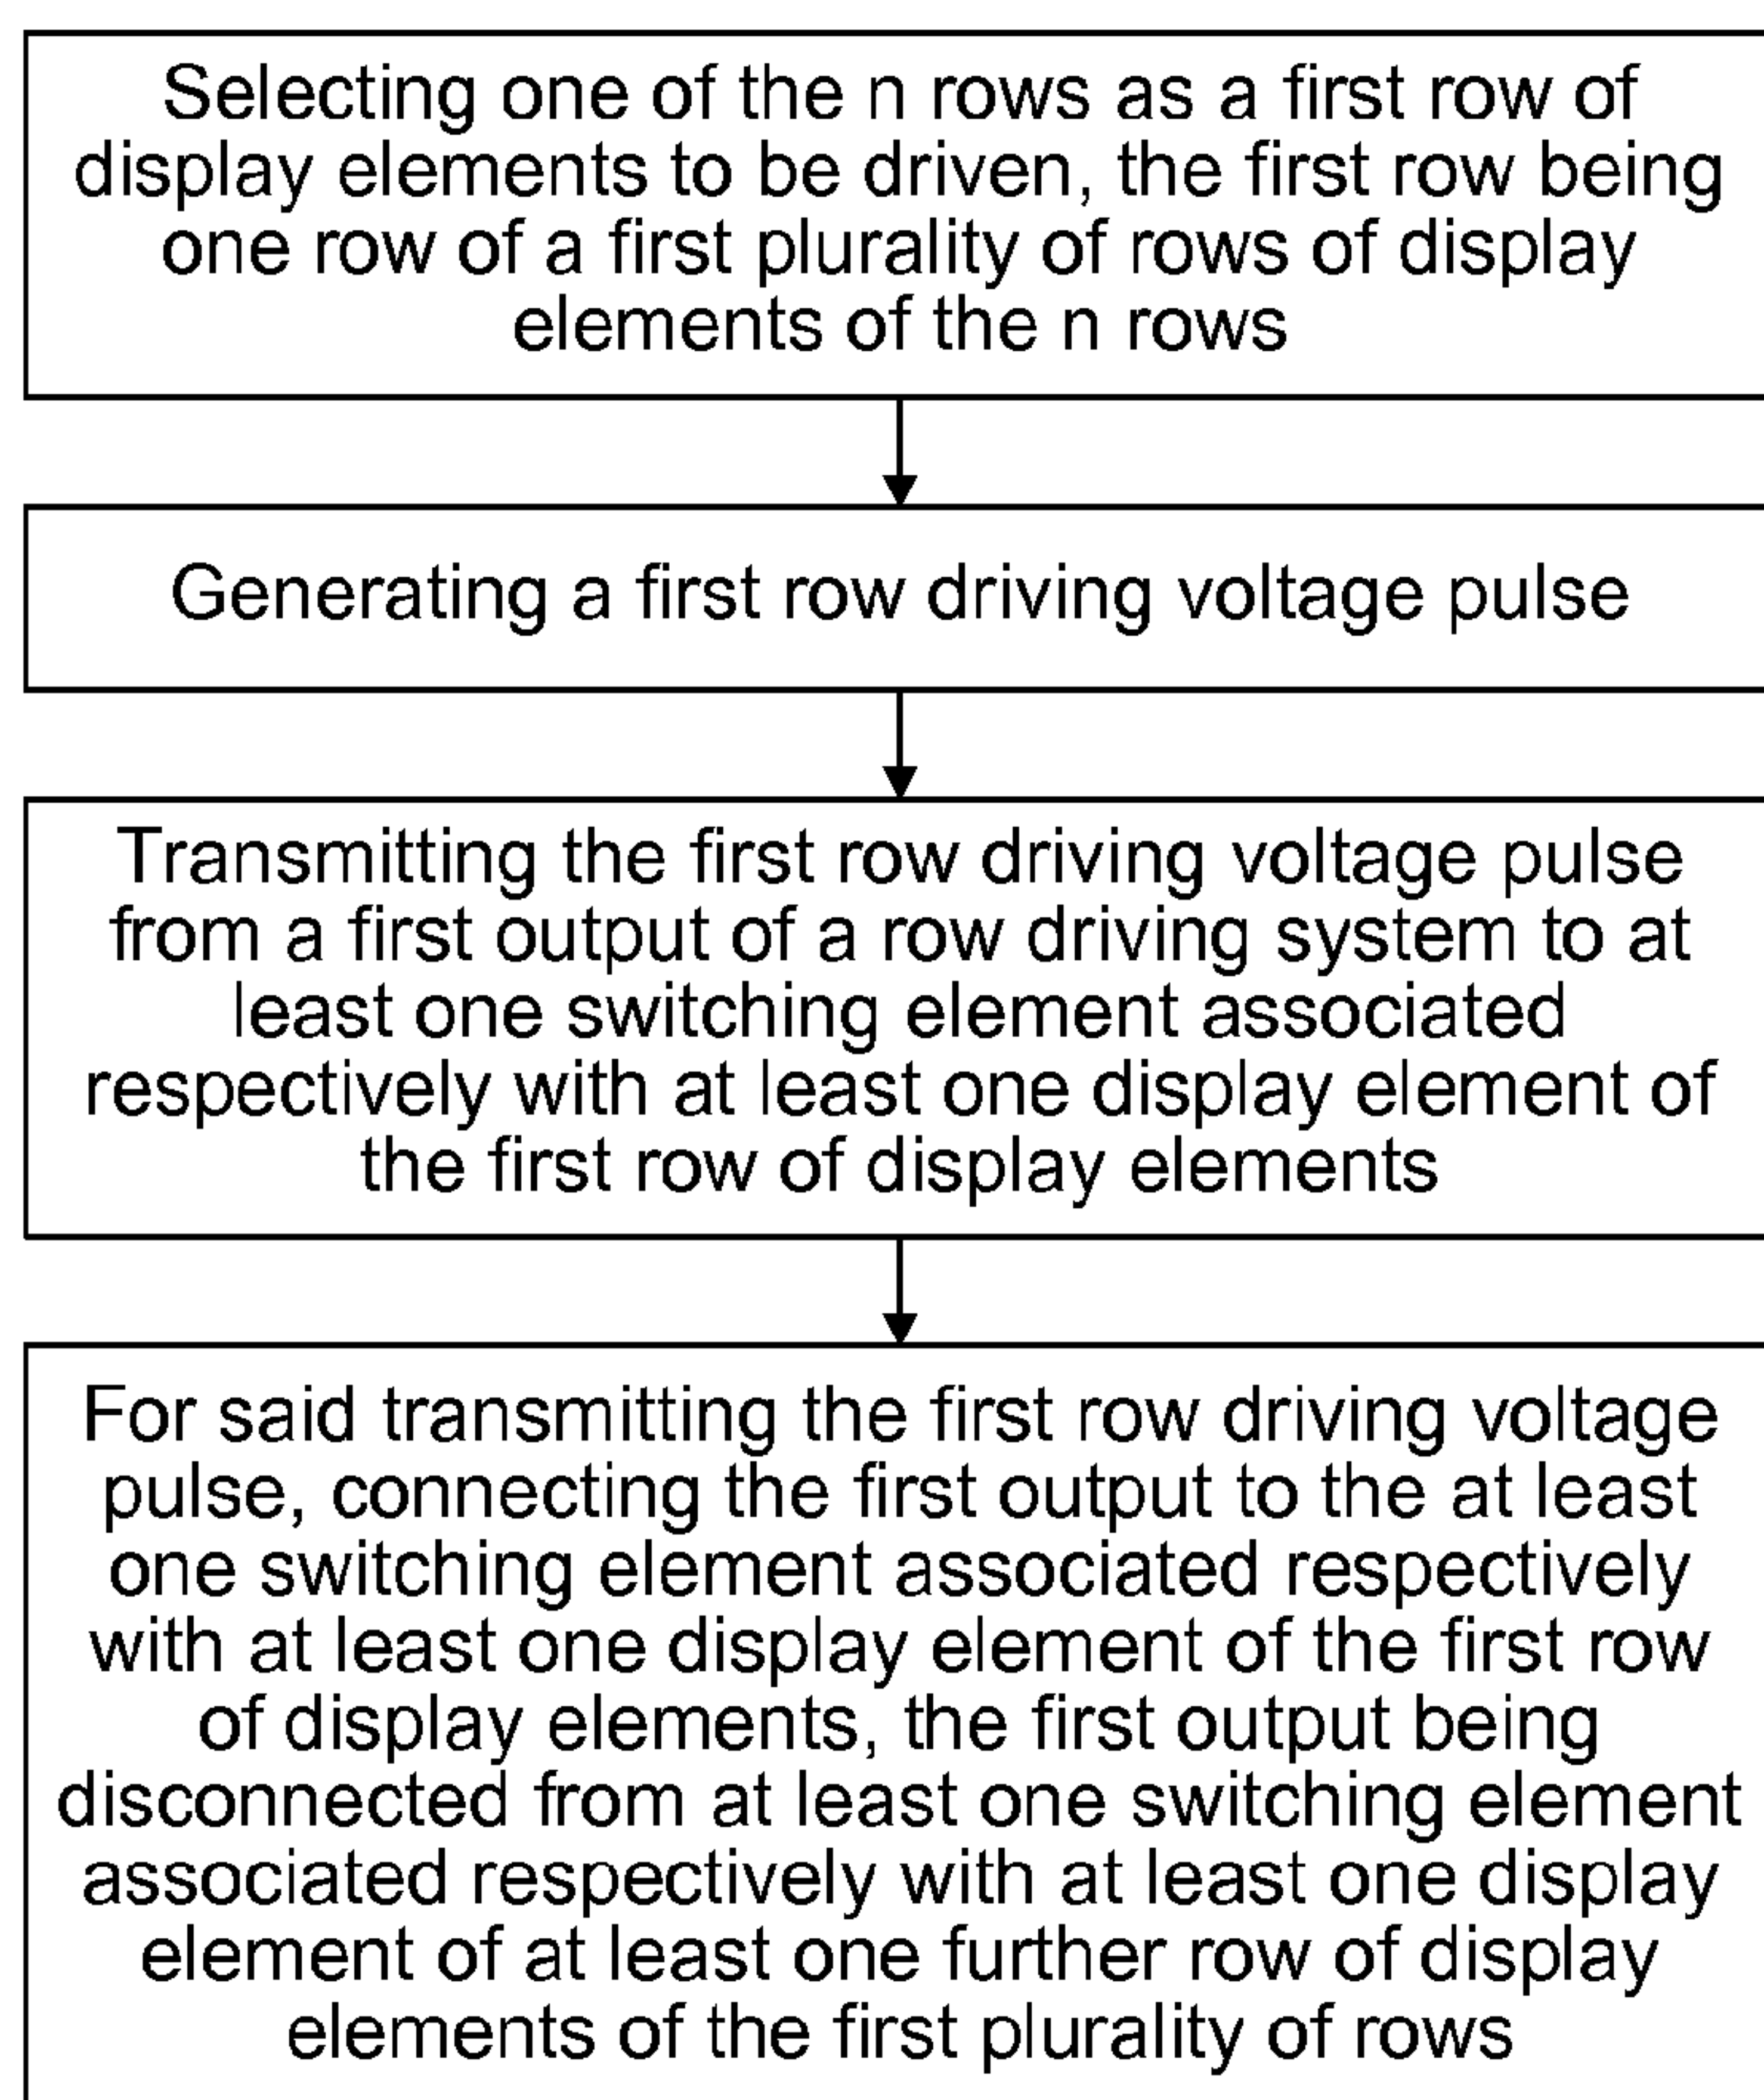 Selecting one of the n rows as a first row of
display elements to be driven, the first row being
one row of a first plurality of rows of display
elements of the n rows
Generating a first row driving voltage pulse
Transmitting the first row driving voltage pulse
from a first output of a row driving system to at
least one switching element associated
respectively with at least one display element of
the first row of display elements
For said transmitting the first row driving voltage
pulse, connecting the first output to the at least
one switching element associated respectively
with at least one display element of the first row
of display elements, the first output being
disconnected from at least one switching element
associated respectively with at least one display
element of at least one further row of display
elements of the first plurality of rows